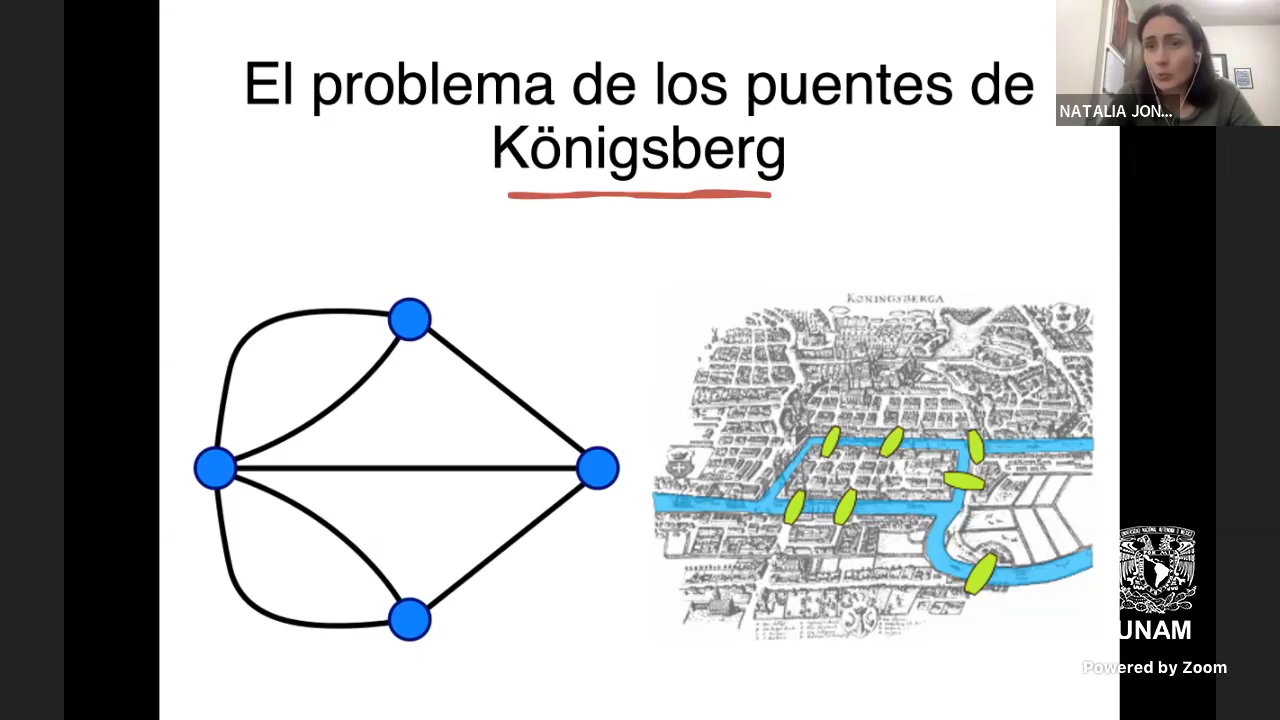 El problema de los puentes de
Königsberg
NATALIA JON...
KONINGSBERGA
UNAM
Powered by Zoom